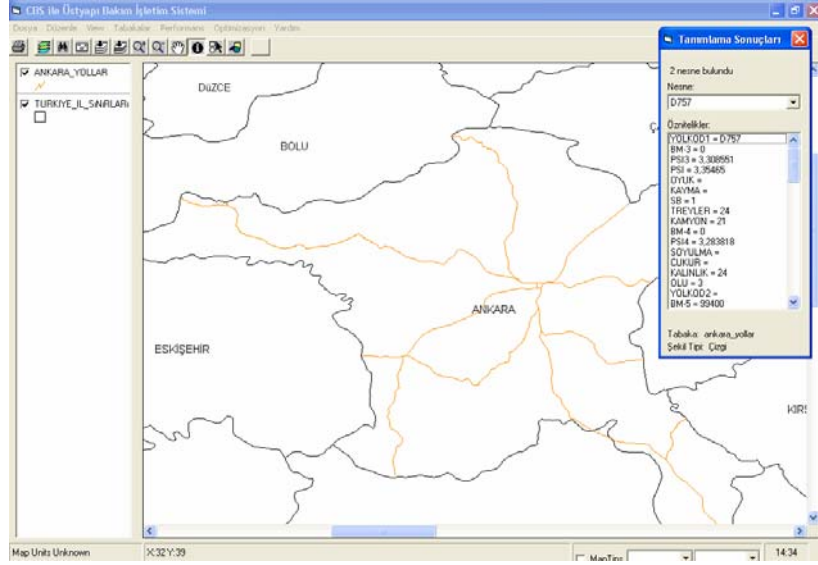 CBS ile Üstyapı Bakım İşletim Sistemi
Dosya Düzenle View Tabakalar Performans Optimizasyon Yardım
ANKARA_YOLLAR
TURKIYE_IL_SıNıRLARı
DüZCE
BOLU
ANKARA
ESKİŞEHİR
KIRŞ
Tanımlama Sonuçları
2 nesne bulundu
Nesne:
D757
Öznitelikler:
YOLKOD1 = D757
BM-3 = 0
PSI3 = 3,308551
PSI = 3,35465
OYUK =
KAYMA =
SB = 1
TREYLER = 24
KAMYON = 21
BM-4 = 0
PSI4 = 3,283818
SOYULMA =
CUKUR =
KALINLIK = 24
OLU = 3
YOLKOD2 =
BM-5 = 99400
Tabaka: ankara_yollar
Şekil Tipi: Çizgi
Map Units Unknown
X:32 Y:39
MapTips
14:34